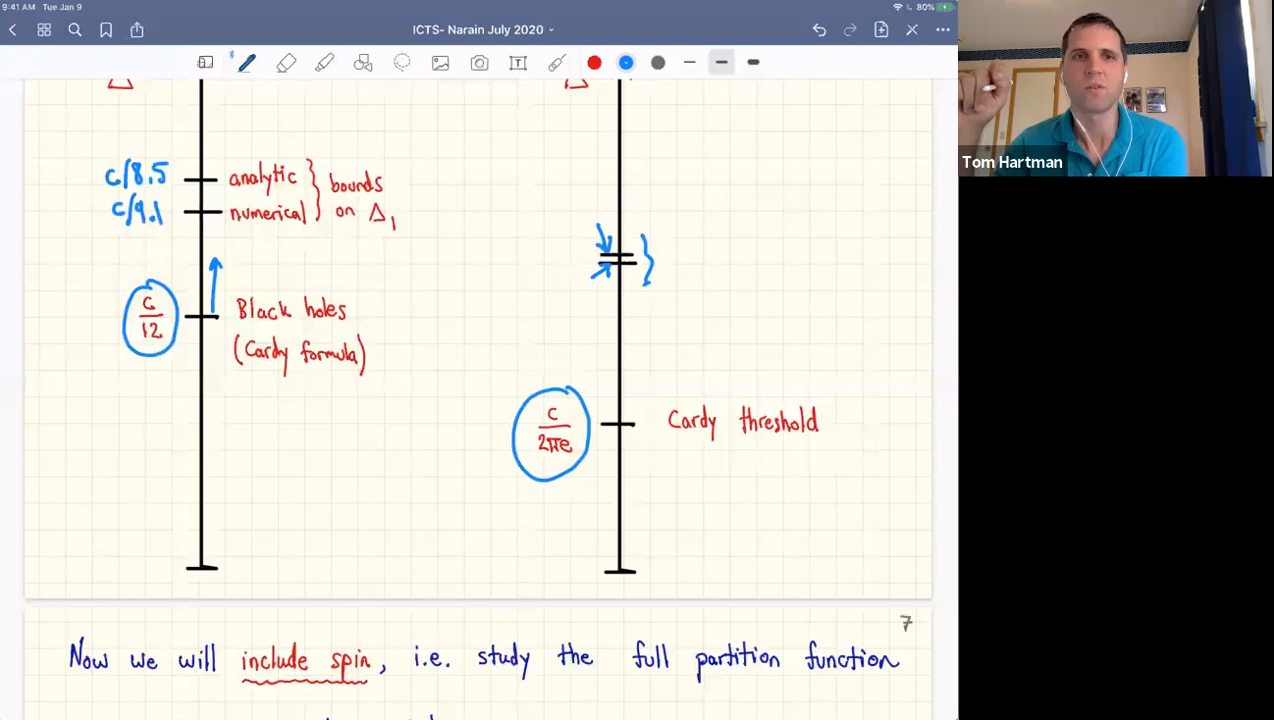 9:41 AM Tue Jan 9
80%
ICTS- Narain July 2020
Tom Hartman
Δ
Δ
c/8.5 analytic
c/9.1 numerical
bounds
on Δ1
c
12
Black holes
(Cardy formula)
c
2πe
Cardy threshold
7
Now we will include spin, i.e. study the full partition function